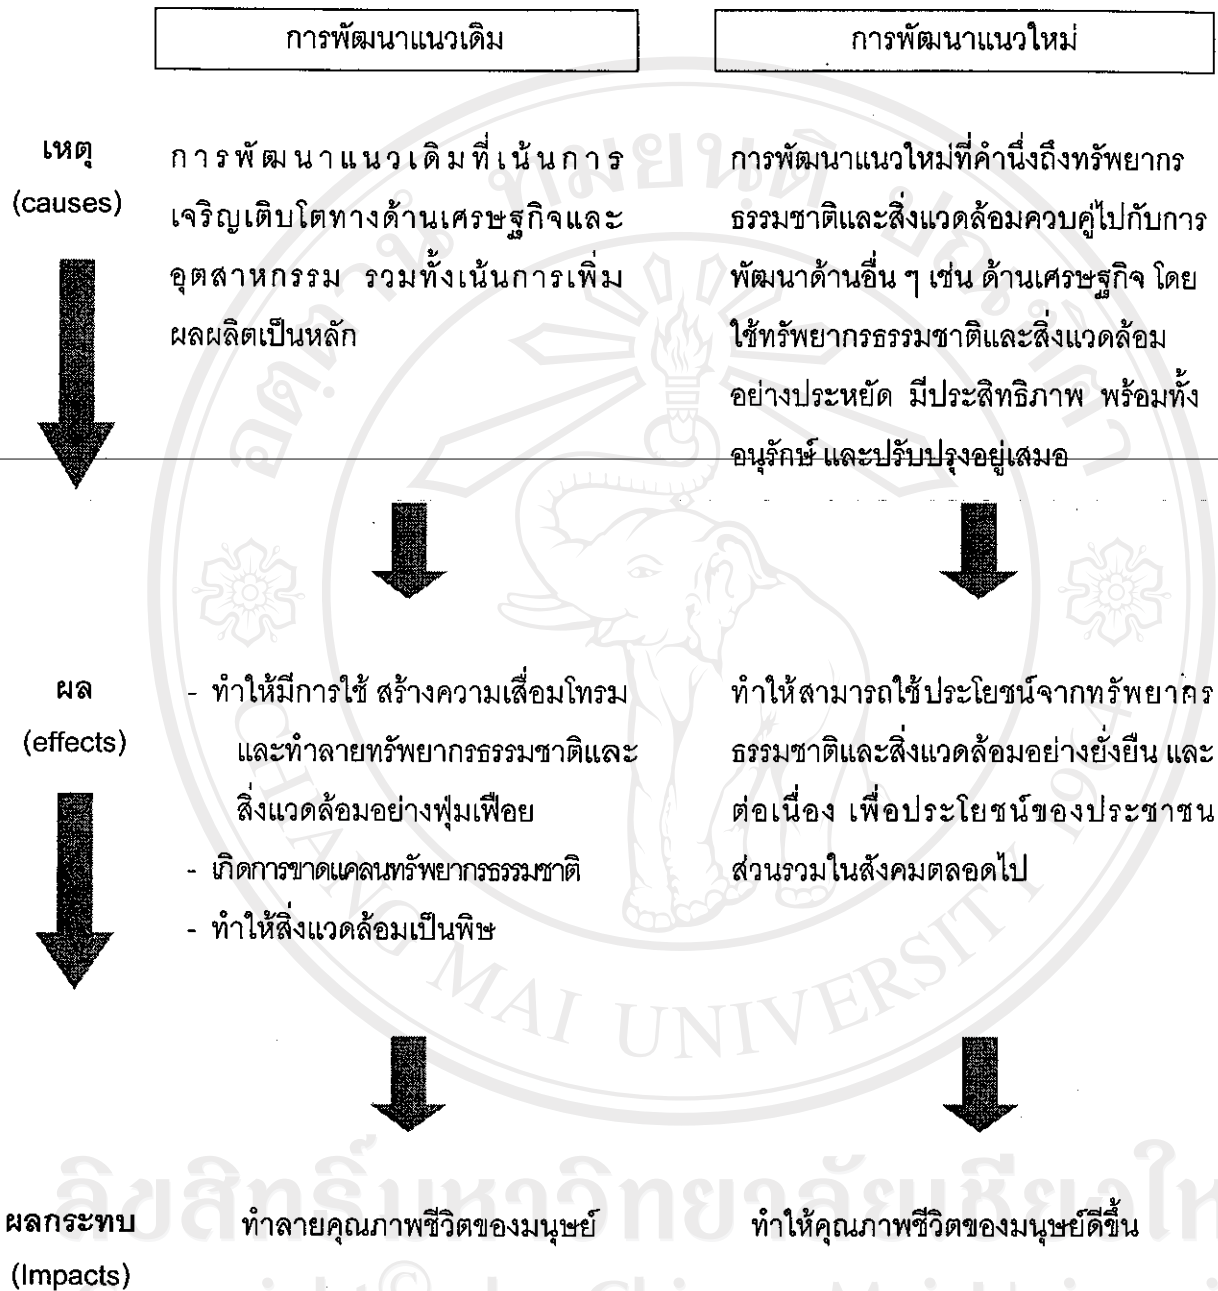 การพัฒนาแนวเดิม
การพัฒนาแนวใหม่
เหตุ
(causes)
การพัฒนาแนวเดิมที่เน้นการ
เจริญเติบโตทางด้านเศรษฐกิจและ
อุตสาหกรรม รวมทั้งเน้นการเพิ่ม
ผลผลิตเป็นหลัก
การพัฒนาแนวใหม่ที่คำนึงถึงทรัพยากร
ธรรมชาติและสิ่งแวดล้อมควบคู่ไปกับการ
พัฒนาด้านอื่น ๆ เช่น ด้านเศรษฐกิจ โดย
ใช้ทรัพยากรธรรมชาติและสิ่งแวดล้อม
อย่างประหยัด มีประสิทธิภาพ พร้อมทั้ง
อนุรักษ์ และปรับปรุงอยู่เสมอ
ผล
(effects)
- ทำให้มีการใช้ สร้างความเสื่อมโทรม
และทำลายทรัพยากรธรรมชาติและ
สิ่งแวดล้อมอย่างฟุ่มเฟือย
- เกิดการขาดแคลนทรัพยากรธรรมชาติ
- ทำให้สิ่งแวดล้อมเป็นพิษ
ทำให้สามารถใช้ประโยชน์จากทรัพยากร
ธรรมชาติและสิ่งแวดล้อมอย่างยั่งยืน และ
ต่อเนื่อง เพื่อประโยชน์ของประชาชน
ส่วนรวมในสังคมตลอดไป
ผลกระทบ
(Impacts)
ทำลายคุณภาพชีวิตของมนุษย์
ทำให้คุณภาพชีวิตของมนุษย์ดีขึ้น
CHIANG MAI UNIVERSITY 1964
ลิขสิทธิ์มหาวิทยาลัยเชียงให